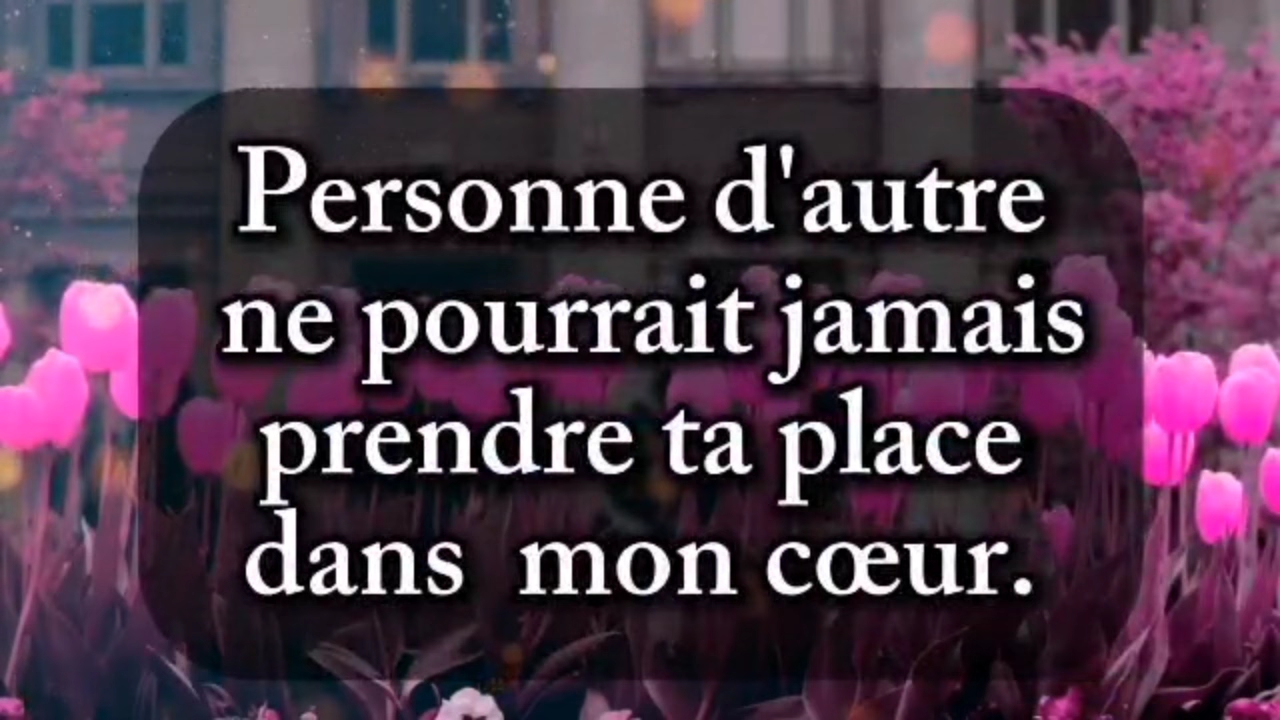 Personne d'autre
ne pourrait jamais
prendre ta place
dans  mon cœur.